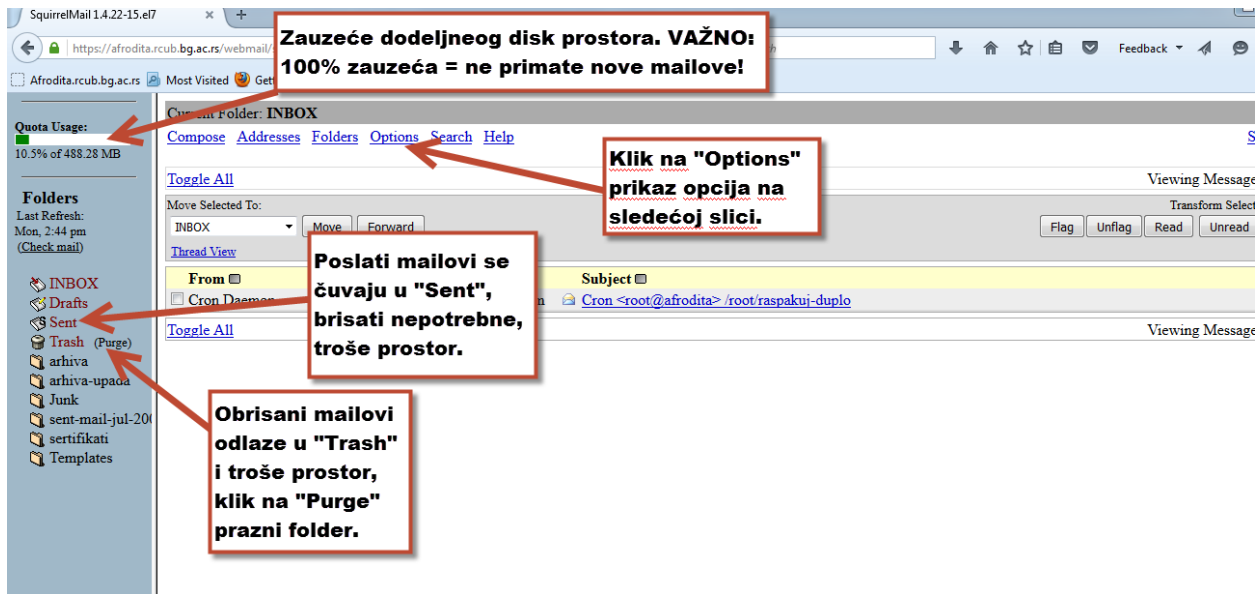 SquirrelMail 1.4.22-15.el7
https://afrodita.rcub.bg.ac.rs/webmail/
Feedback
Afrodita.rcub.bg.ac.rs Most Visited
Zauzeće dodeljneog disk prostora. VAŽNO:
100% zauzeća = ne primate nove mailove!
Quota Usage:
10.5% of 488.28 MB
Folders
Last Refresh:
Mon, 2:44 pm
(Check mail)
INBOX
Drafts
Sent
Trash (Purge)
arhiva
arhiva-upada
Junk
sent-mail-jul-200
sertifikati
Templates
Current Folder: INBOX
Compose Addresses Folders Options Search Help
Toggle All
Viewing Message
Move Selected To:
Transform Select
INBOX Move Forward
Flag Unflag Read Unread
Thread View
From Subject
Cron Daemon Cron <root@afrodita> /root/raspakuj-duplo
Toggle All
Viewing Message
Klik na "Options"
prikaz opcija na
sledećoj slici.
Poslati mailovi se
čuvaju u "Sent",
brisati nepotrebne,
troše prostor.
Obrisani mailovi
odlaze u "Trash"
i troše prostor,
klik na "Purge"
prazni folder.